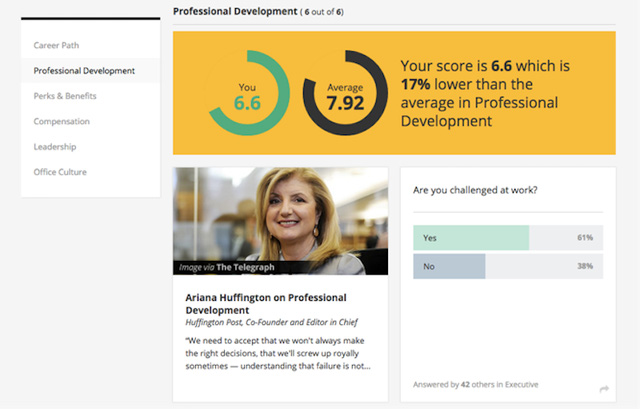 Professional Development ( 6 out of 6)
Career Path
Professional Development
Perks & Benefits
Compensation
Leadership
Office Culture
You
6.6
Average
7.92
Your score is 6.6 which is
17% lower than the
average in Professional
Development
Image via The Telegraph
Ariana Huffington on Professional
Development
Huffington Post, Co-Founder and Editor in Chief
"We need to accept that we won't always make
the right decisions, that we'll screw up royally
sometimes — understanding that failure is not...
Are you challenged at work?
Yes 61%
No 38%
Answered by 42 others in Executive